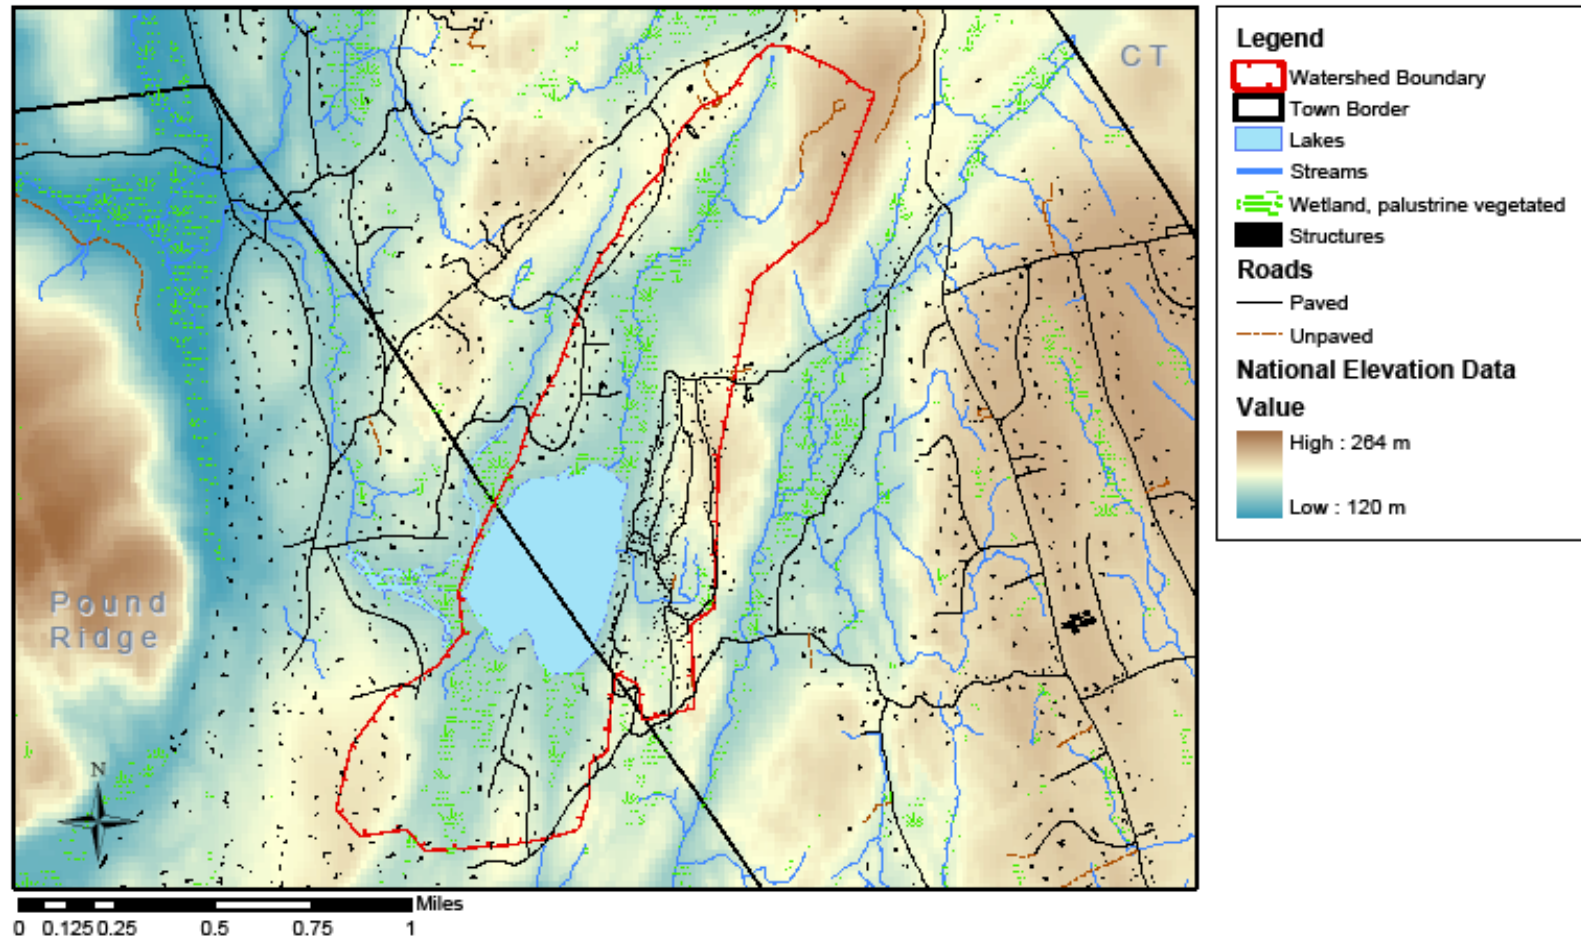 CT
Pound
Ridge
N
Miles
0 0.125 0.25 0.5 0.75 1
Legend
Watershed Boundary
Town Border
Lakes
Streams
Wetland, palustrine vegetated
Structures
Roads
Paved
Unpaved
National Elevation Data
Value
High : 264 m
Low : 120 m